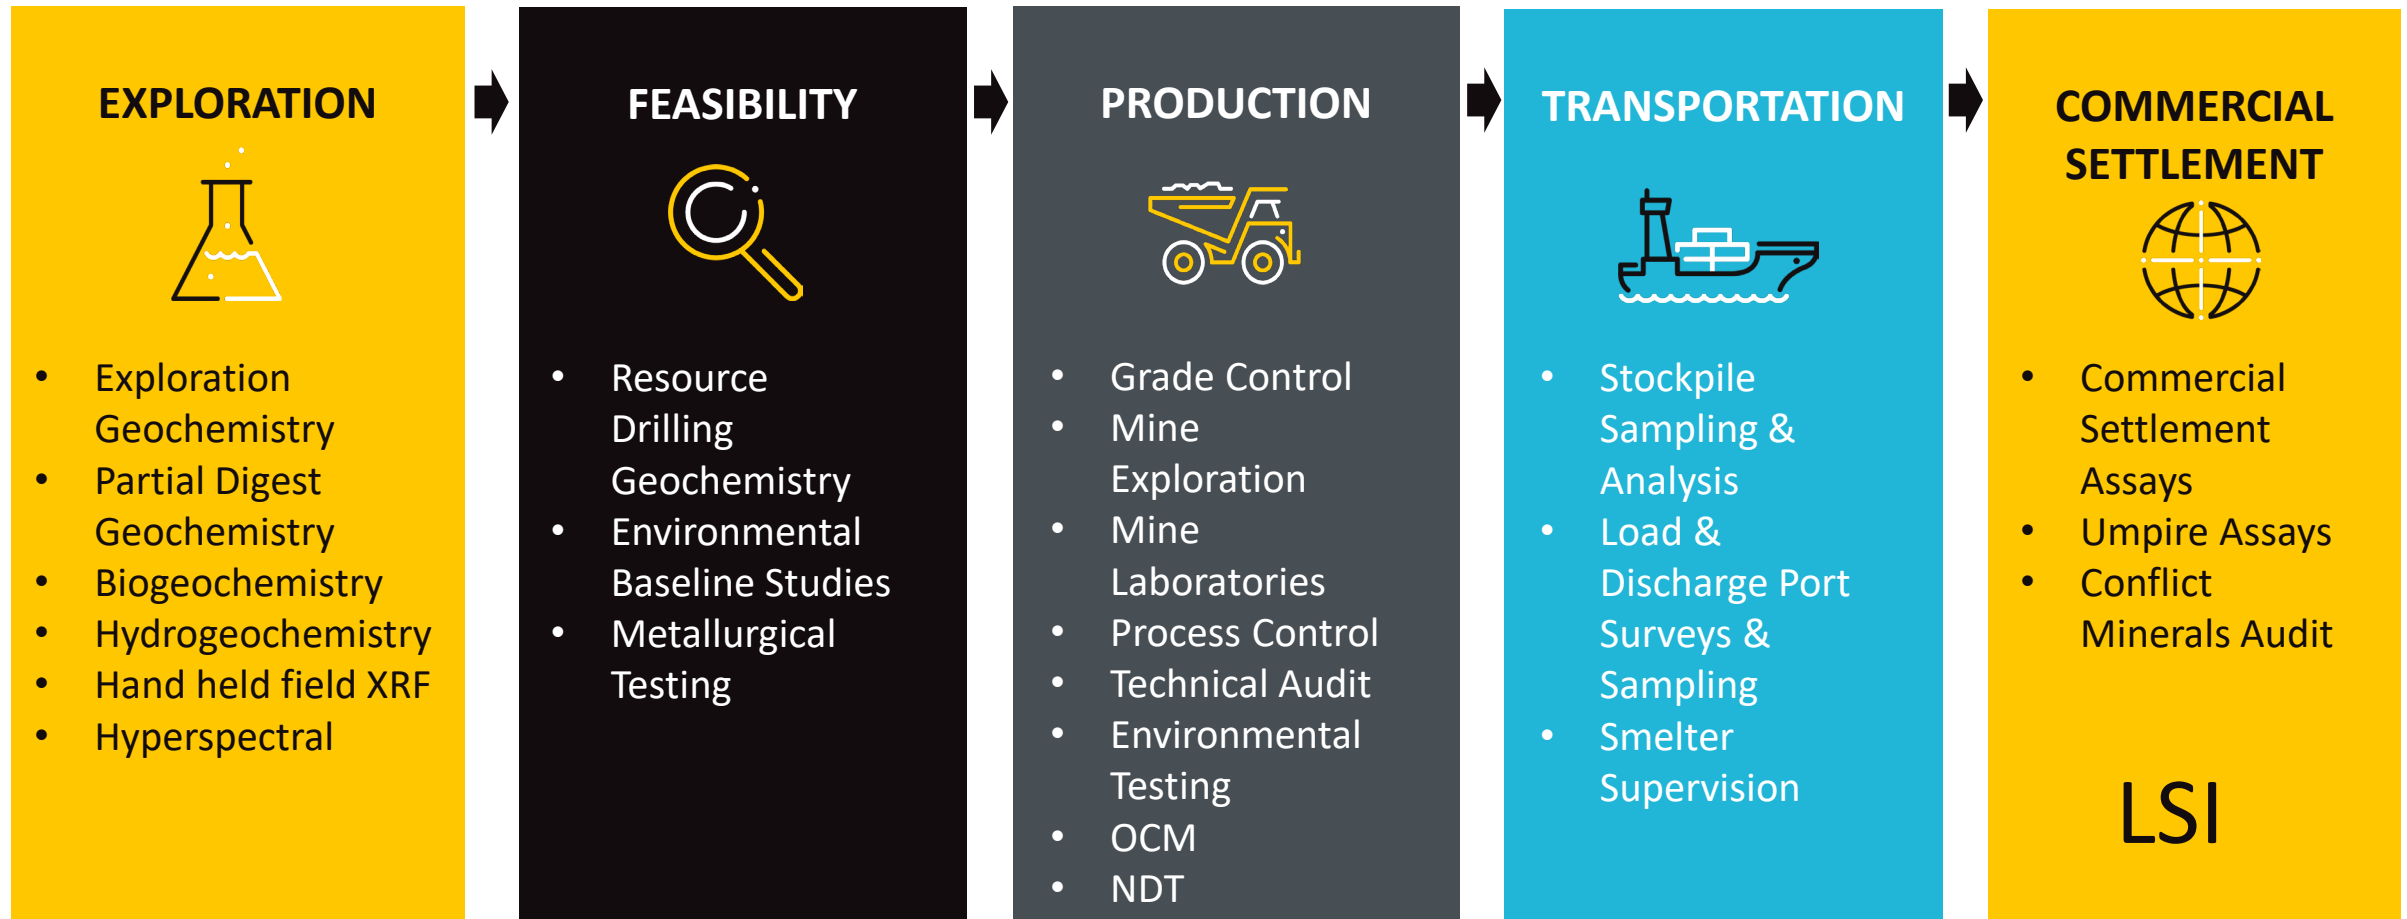 EXPLORATION
• Exploration
Geochemistry
• Partial Digest
Geochemistry
• Biogeochemistry
• Hydrogeochemistry
• Hand held field XRF
• Hyperspectral
FEASIBILITY
• Resource
Drilling
Geochemistry
• Environmental
Baseline Studies
• Metallurgical
Testing
PRODUCTION
• Grade Control
• Mine
Exploration
• Mine
Laboratories
• Process Control
• Technical Audit
• Environmental
Testing
• OCM
• NDT
TRANSPORTATION
• Stockpile
Sampling &
Analysis
• Load &
Discharge Port
Surveys &
Sampling
• Smelter
Supervision
COMMERCIAL
SETTLEMENT
• Commercial
Settlement
Assays
• Umpire Assays
• Conflict
Minerals Audit
LSI